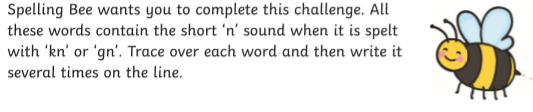 Spelling Bee wants you to complete this challenge. All
these words contain the short ‘n’ sound when it is spelt
with ‘kn’ or ‘gn’. Trace over each word and then write it
several times on the line.